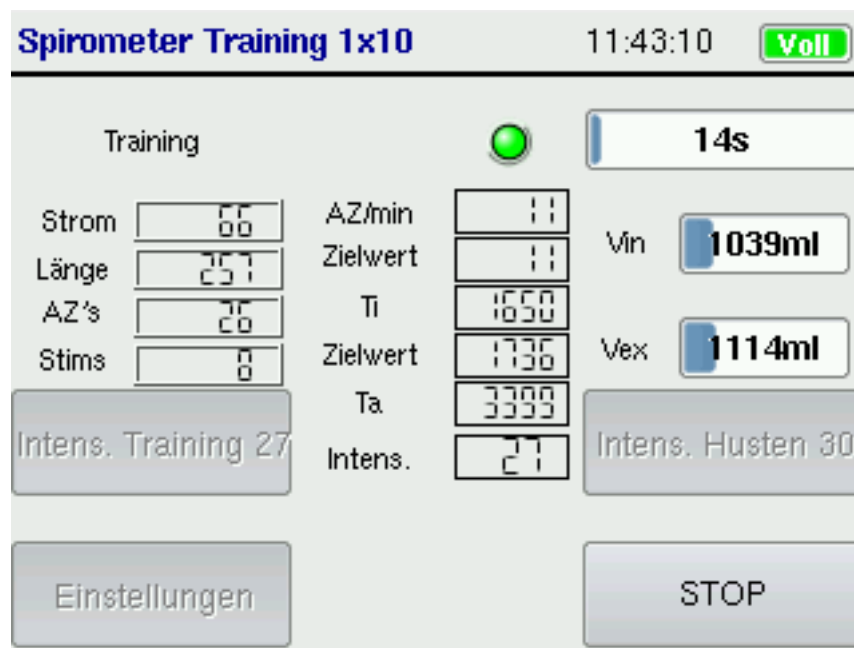 Spirometer Training 1x10 11:43:10 Voll
Training 14s
Strom 66
Länge 257
AZ's 26
Stims 8
AZ/min 11
Zielwert 11
Ti 1650
Zielwert 1736
Ta 3399
Intens. 27
Vin 1039ml
Vex 1114ml
Intens. Training 27
Intens. Husten 30
Einstellungen
STOP